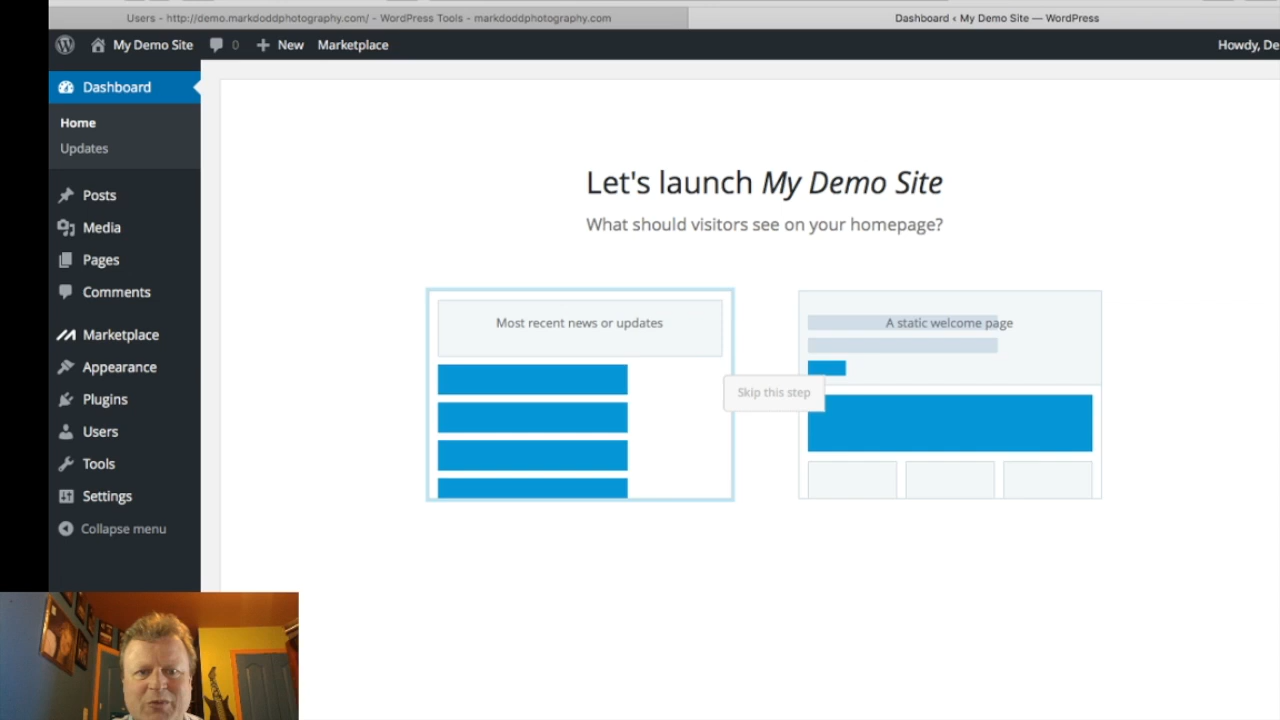 Users - http://demo.markdoddphotography.com/ - WordPress Tools - markdoddphotography.com
Dashboard ‹ My Demo Site — WordPress
My Demo Site 0 New Marketplace Howdy, De
Dashboard
Home
Updates
Posts
Media
Pages
Comments
Marketplace
Appearance
Plugins
Users
Tools
Settings
Collapse menu
Let's launch My Demo Site
What should visitors see on your homepage?
Most recent news or updates
A static welcome page
Skip this step